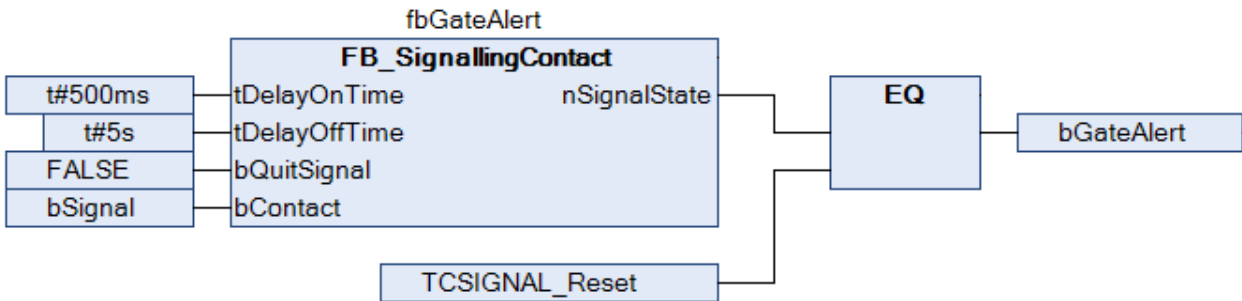 fbGateAlert
FB_SignallingContact
t#500ms tDelayOnTime nSignalState EQ
t#5s tDelayOffTime bGateAlert
FALSE bQuitSignal
bSignal bContact
TCSIGNAL_Reset